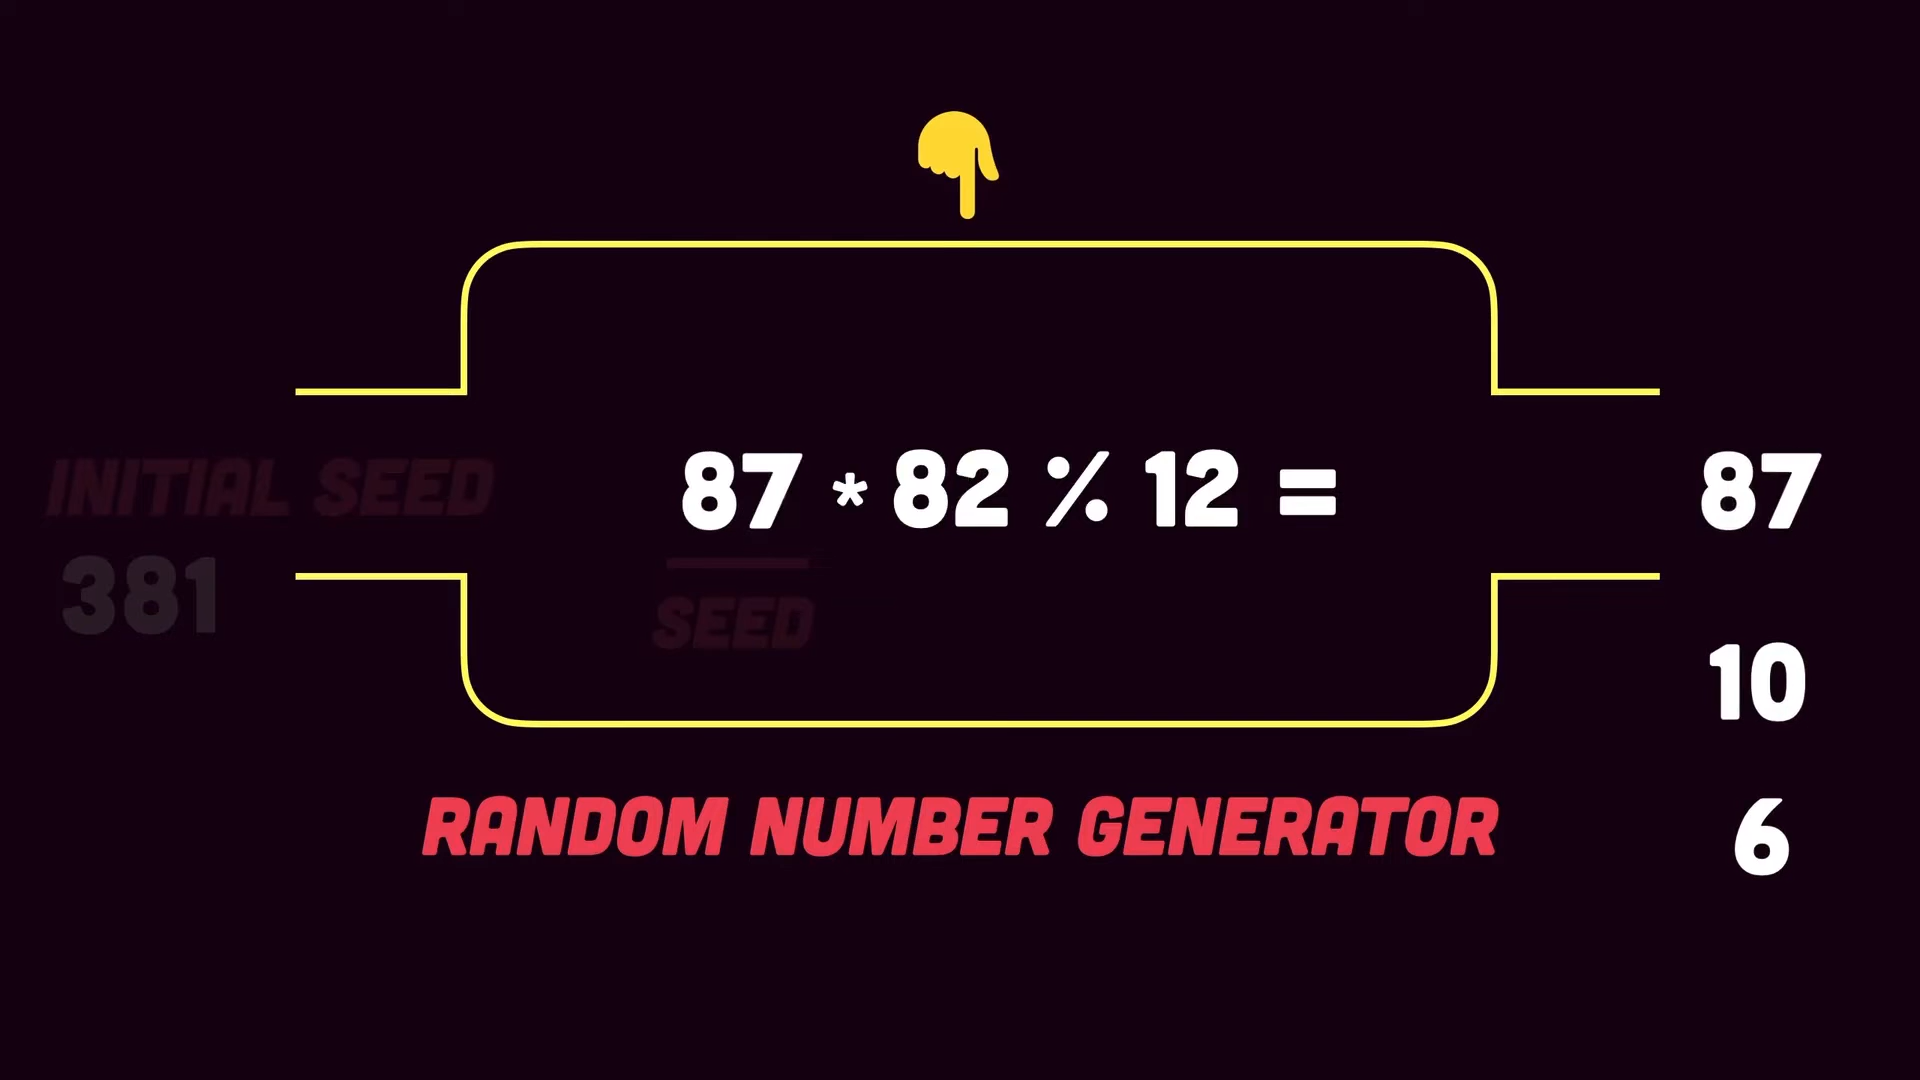 INITIAL SEED
381
87 * 82 % 12 =
SEED
87
10
6
RANDOM NUMBER GENERATOR